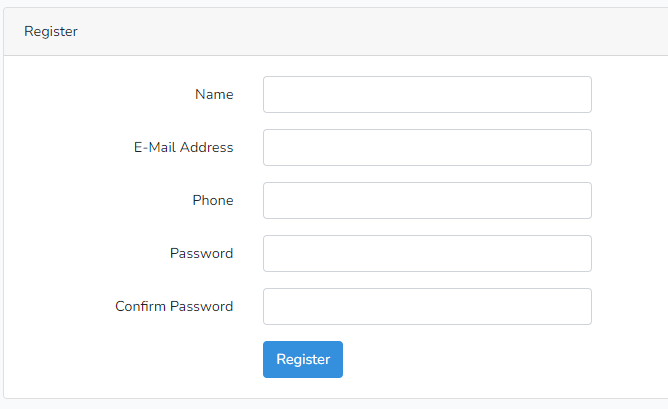 Register
Name
E-Mail Address
Phone
Password
Confirm Password
Register